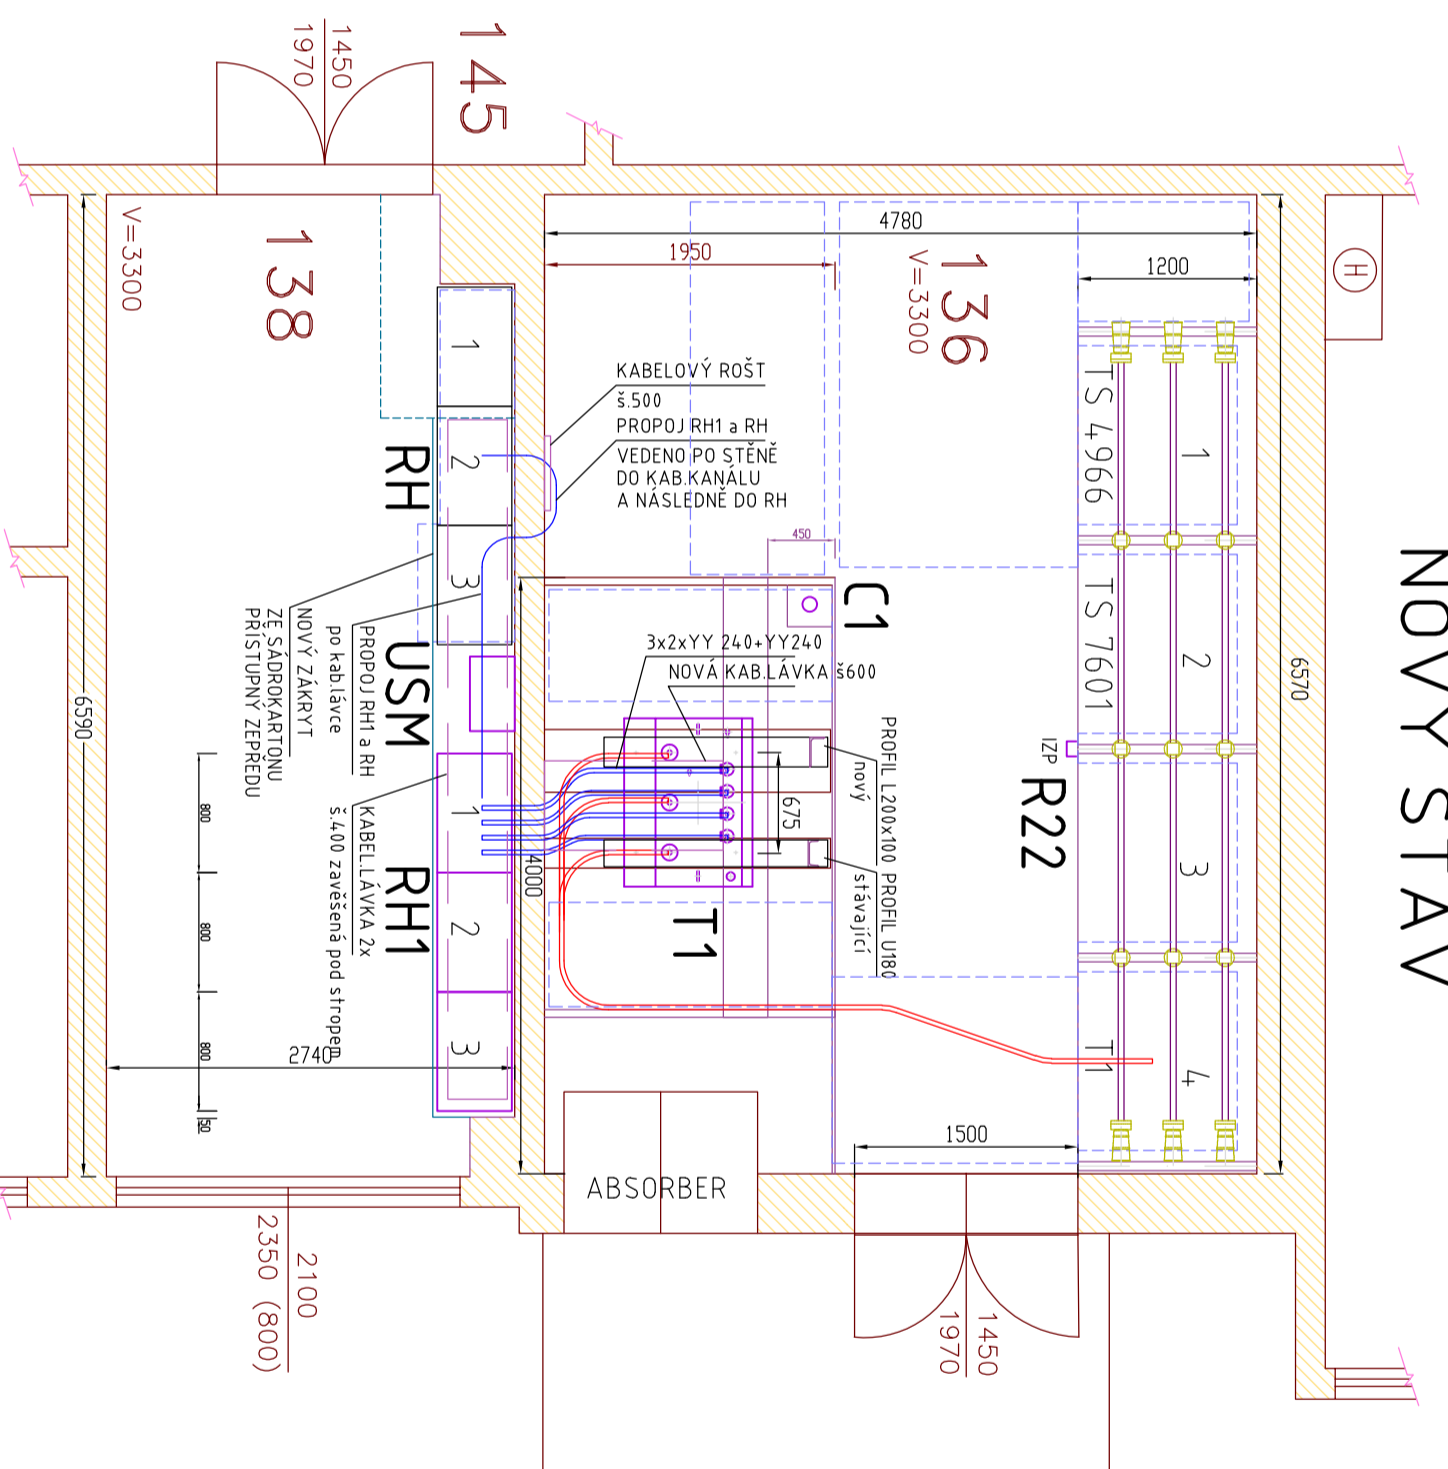 NOVÝ STAV
145
1450
1970
138
V=3300
136
V=3300
H
4780
1950
1200
6570
6590
KABELOVÝ ROŠT
š.500
PROPOJ RH1 a RH
VEDENO PO STĚNĚ
DO KAB.KANÁLU
A NÁSLEDNĚ DO RH
450
C1
3x2xYY 240+YY240
NOVÁ KAB.LÁVKA š600
675
4000
T1
PROFIL L200x100
nový
PROFIL U180
stávající
R22
IZP
TS 4966
TS 7601
T1
1
2
3
4
1
2
3
RH
USM
1
2
3
RH1
PROPOJ RH1 a RH
po kab.lávce
NOVÝ ZÁKRYT
ZE SÁDROKARTONU
PŘÍSTUPNÝ ZEPŘEDU
KABEL.LÁVKA 2x
š.400 zavěšená pod stropem
800
800
800
50
2740
ABSORBER
1500
1450
1970
2100
2350 (800)